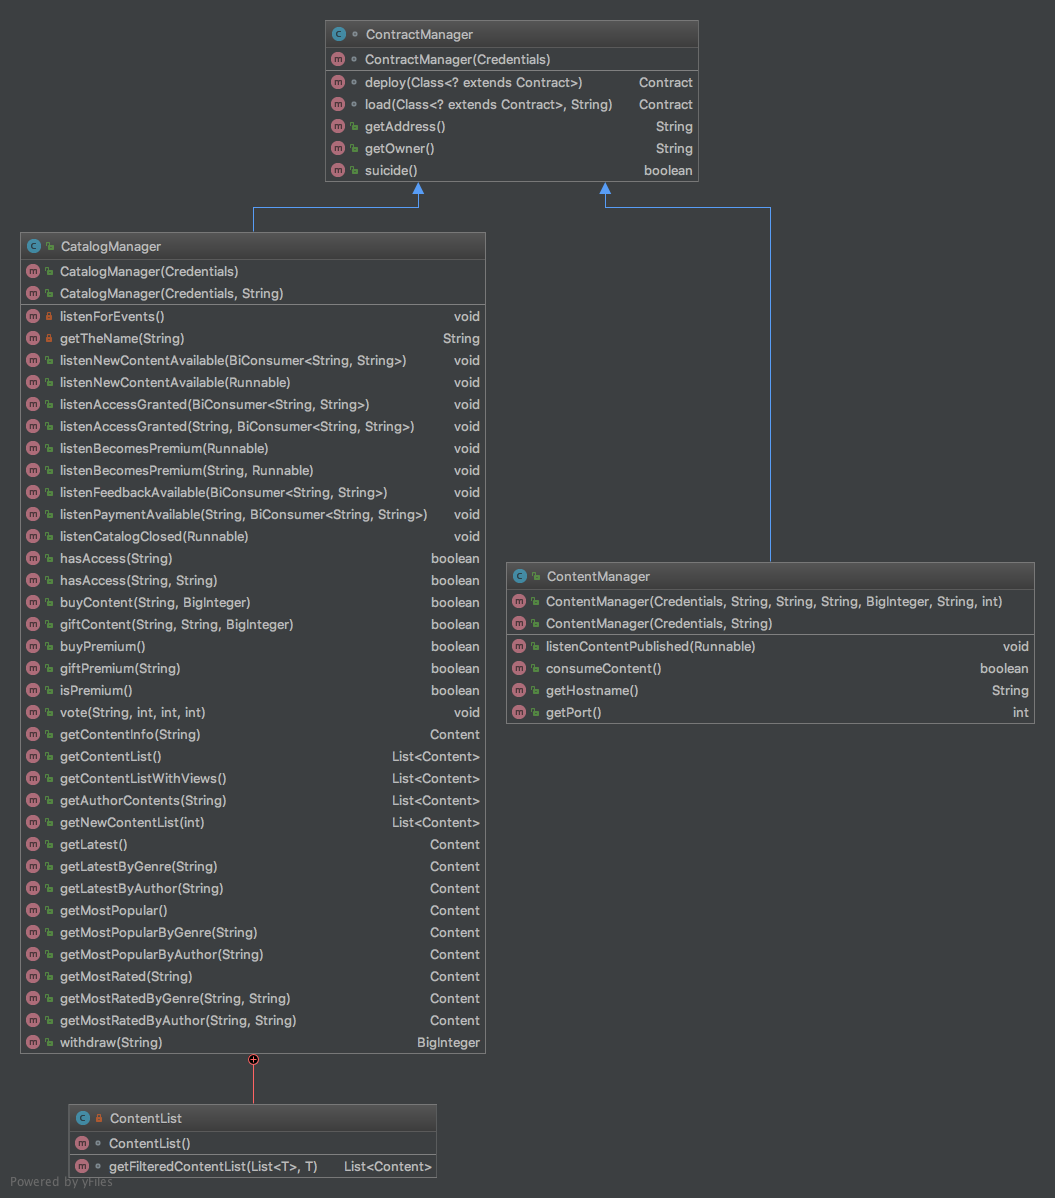 ContractManager
ContractManager(Credentials)
deploy(Class<? extends Contract>) Contract
load(Class<? extends Contract>, String) Contract
getAddress() String
getOwner() String
suicide() boolean
CatalogManager
CatalogManager(Credentials)
CatalogManager(Credentials, String)
listenForEvents() void
getTheName(String) String
listenNewContentAvailable(BiConsumer<String, String>) void
listenNewContentAvailable(Runnable) void
listenAccessGranted(BiConsumer<String, String>) void
listenAccessGranted(String, BiConsumer<String, String>) void
listenBecomesPremium(Runnable) void
listenBecomesPremium(String, Runnable) void
listenFeedbackAvailable(BiConsumer<String, String>) void
listenPaymentAvailable(String, BiConsumer<String, String>) void
listenCatalogClosed(Runnable) void
hasAccess(String) boolean
hasAccess(String, String) boolean
buyContent(String, BigInteger) boolean
giftContent(String, String, BigInteger) boolean
buyPremium() boolean
giftPremium(String) boolean
isPremium() boolean
vote(String, int, int, int) void
getContentInfo(String) Content
getContentList() List<Content>
getContentListWithViews() List<Content>
getAuthorContents(String) List<Content>
getNewContentList(int) List<Content>
getLatest() Content
getLatestByGenre(String) Content
getLatestByAuthor(String) Content
getMostPopular() Content
getMostPopularByGenre(String) Content
getMostPopularByAuthor(String) Content
getMostRated(String) Content
getMostRatedByGenre(String, String) Content
getMostRatedByAuthor(String, String) Content
withdraw(String) BigInteger
ContentManager
ContentManager(Credentials, String, String, String, BigInteger, String, int)
ContentManager(Credentials, String)
listenContentPublished(Runnable) void
consumeContent() boolean
getHostname() String
getPort() int
ContentList
ContentList()
getFilteredContentList(List<T>, T) List<Content>
Powered by yFiles